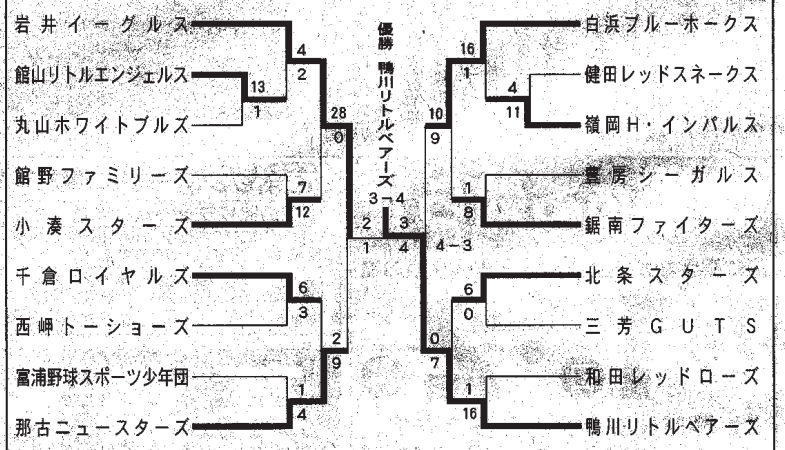 岩井イーグルス
館山リトルエンジェルス
丸山ホワイトブルズ
館野ファミリーズ
小湊スターズ
千倉ロイヤルズ
西岬トーショーズ
富浦野球スポーツ少年団
那古ニュースターズ
4
2
13
1
28
0
7
12
6
3
2
9
1
4
優勝 鴨川リトルベアーズ
3-4
2
1
3
4
4-3
10
9
16
1
4
11
1
8
6
0
0
7
1
16
白浜ブルーホークス
健田レッドスネークス
嶺岡H・インパルス
豊房シーガルス
鋸南ファイターズ
北条スターズ
三芳GUTS
和田レッドローズ
鴨川リトルベアーズ